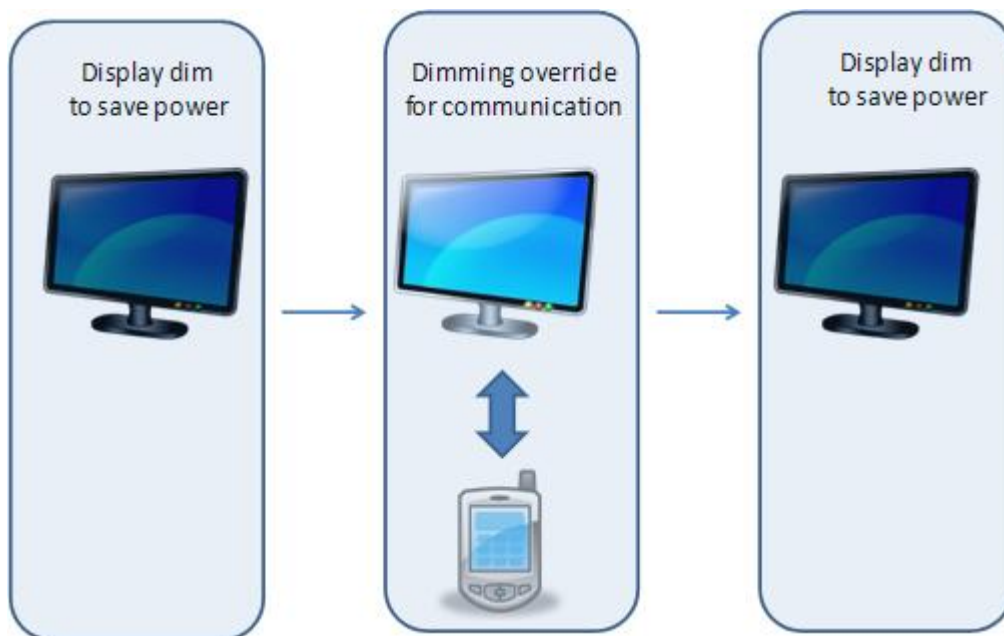 Display dim
to save power
Dimming override
for communication
Display dim
to save power